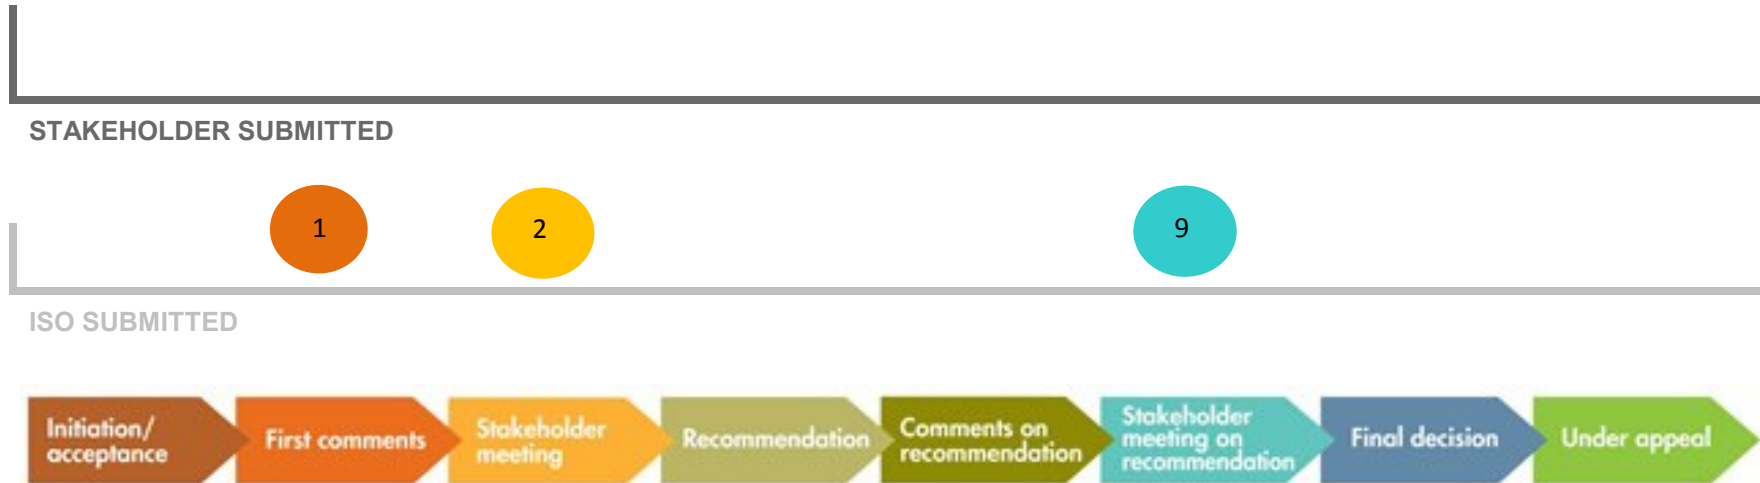 STAKEHOLDER SUBMITTED
1
2
9
ISO SUBMITTED
Initiation/
acceptance
First comments
Stakeholder
meeting
Recommendation
Comments on
recommendation
Stakeholder
meeting on
recommendation
Final decision
Under appeal